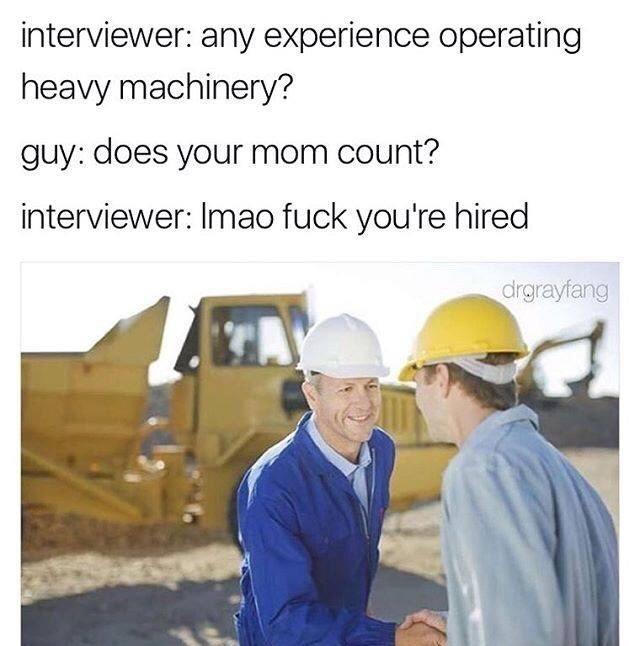 interviewer: any experience operating
heavy machinery?
guy: does your mom count?
interviewer: lmao fuck you're hired
drgrayfang